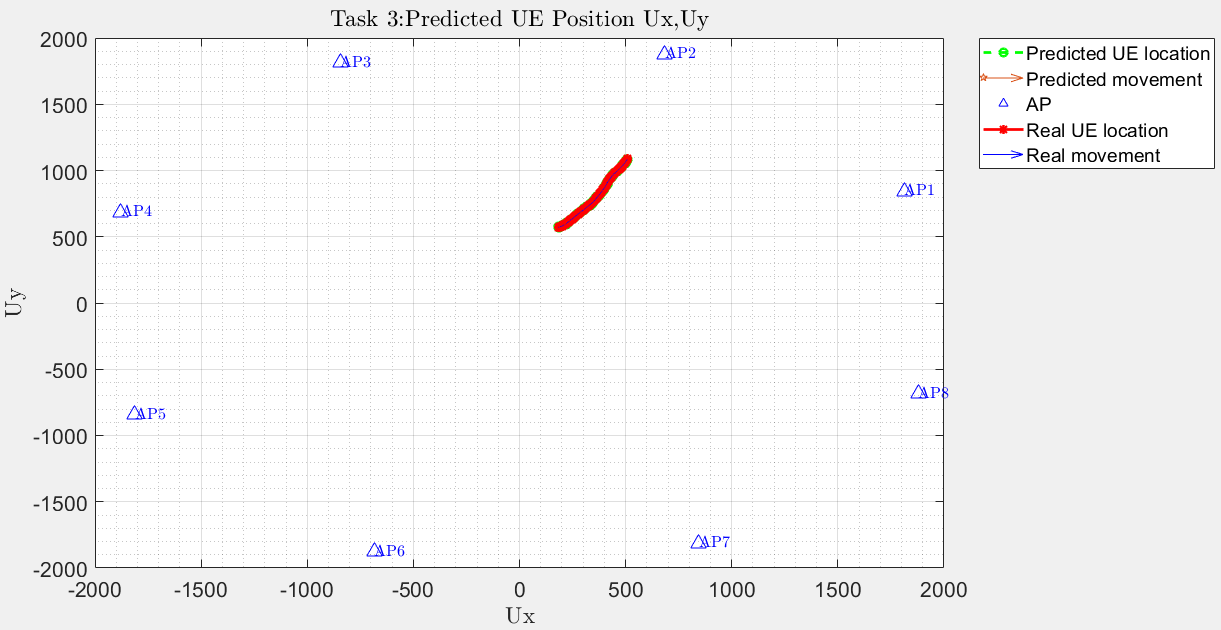 Task 3:Predicted UE Position Ux,Uy
2000
1500
1000
500
0
-500
-1000
-1500
-2000
Uy
AP3
AP2
AP1
AP4
AP8
AP5
AP7
AP6
-2000 -1500 -1000 -500 0 500 1000 1500 2000
Ux
Predicted UE location
Predicted movement
AP
Real UE location
Real movement